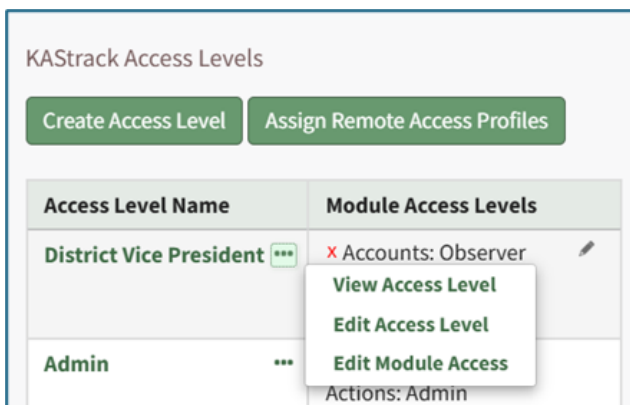 KAStrack Access Levels
Create Access Level Assign Remote Access Profiles
Access Level Name Module Access Levels
District Vice President ••• x Accounts: Observer
View Access Level
Edit Access Level
Admin ••• Edit Module Access
Actions: Admin